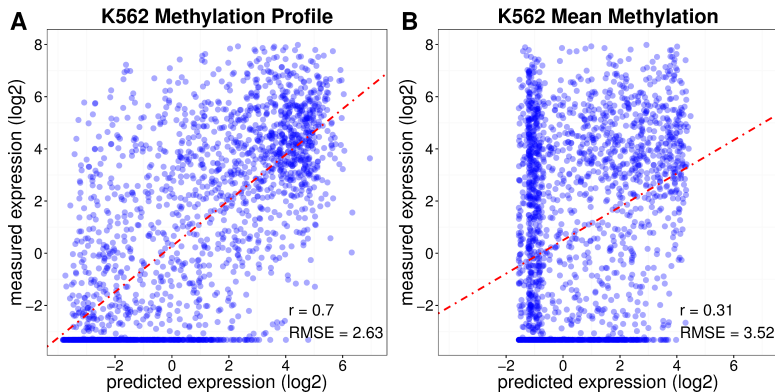 A
K562 Methylation Profile
measured expression (log2)
8
6
4
2
0
−2
r = 0.7
RMSE = 2.63
−2 0 2 4 6
predicted expression (log2)
B
K562 Mean Methylation
measured expression (log2)
8
6
4
2
0
−2
r = 0.31
RMSE = 3.52
−2 0 2 4 6
predicted expression (log2)